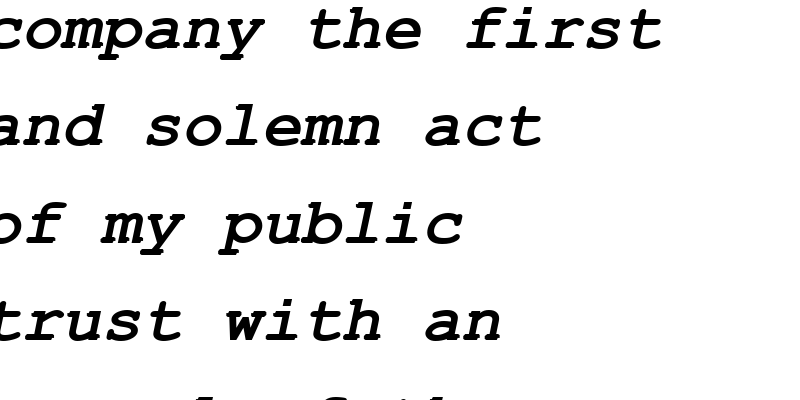 company the first
and solemn act
of my public
trust with an